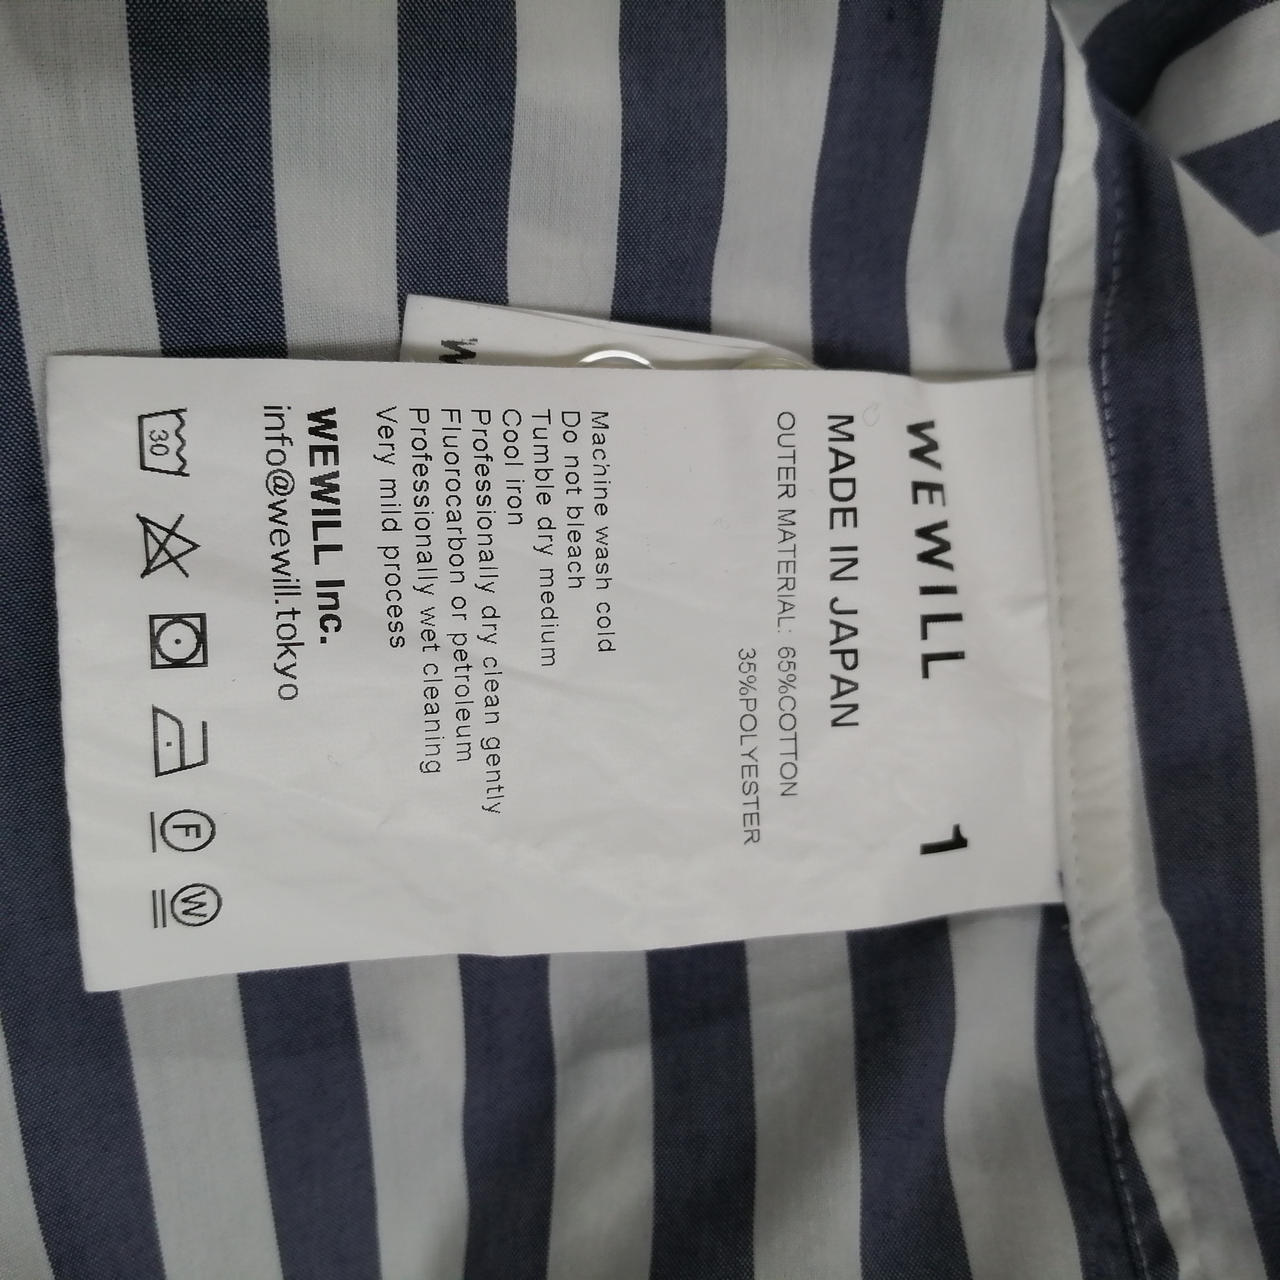 WEWILL 1
MADE IN JAPAN
OUTER MATERIAL: 65%COTTON
35%POLYESTER
Machine wash cold
Do not bleach
Tumble dry medium
Cool iron
Professionally dry clean gently
Fluorocarbon or petroleum
Professionally wet cleaning
Very mild process
WEWILL Inc.
info@wewill.tokyo
30 F W